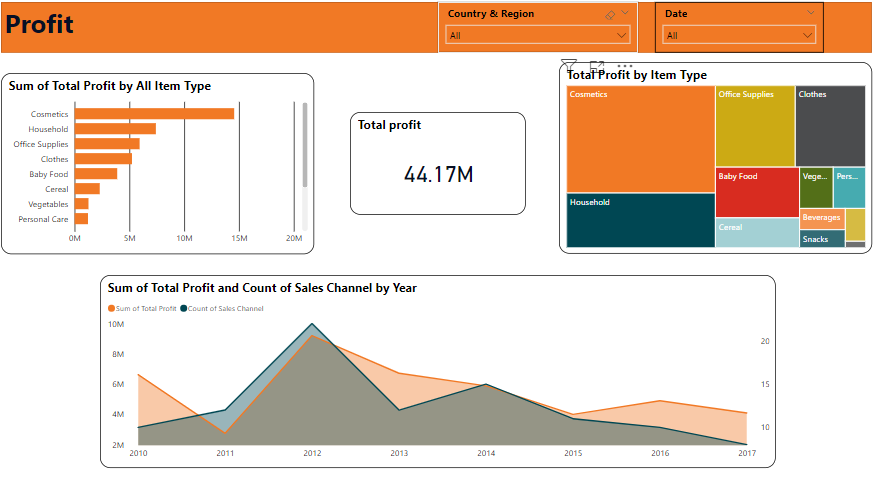 Profit
Country & Region
All
Date
All
Sum of Total Profit by All Item Type
Cosmetics
Household
Office Supplies
Clothes
Baby Food
Cereal
Vegetables
Personal Care
0M 5M 10M 15M 20M
Total profit
44.17M
Total Profit by Item Type
Cosmetics
Office Supplies
Clothes
Household
Baby Food
Vege...
Pers...
Cereal
Beverages
Snacks
Sum of Total Profit and Count of Sales Channel by Year
Sum of Total Profit Count of Sales Channel
10M
8M
6M
4M
2M
20
15
10
2010 2011 2012 2013 2014 2015 2016 2017